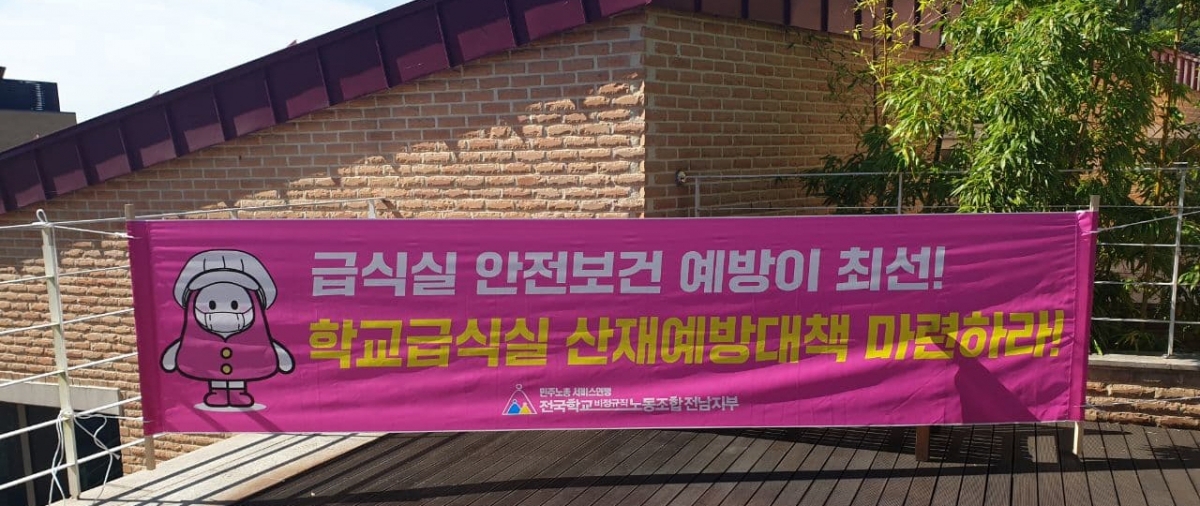 급식실 안전보건 예방이 최선!
학교급식실 산재예방대책 마련하라!
민주노총 서비스연맹
전국학교비정규직노동조합 전남지부